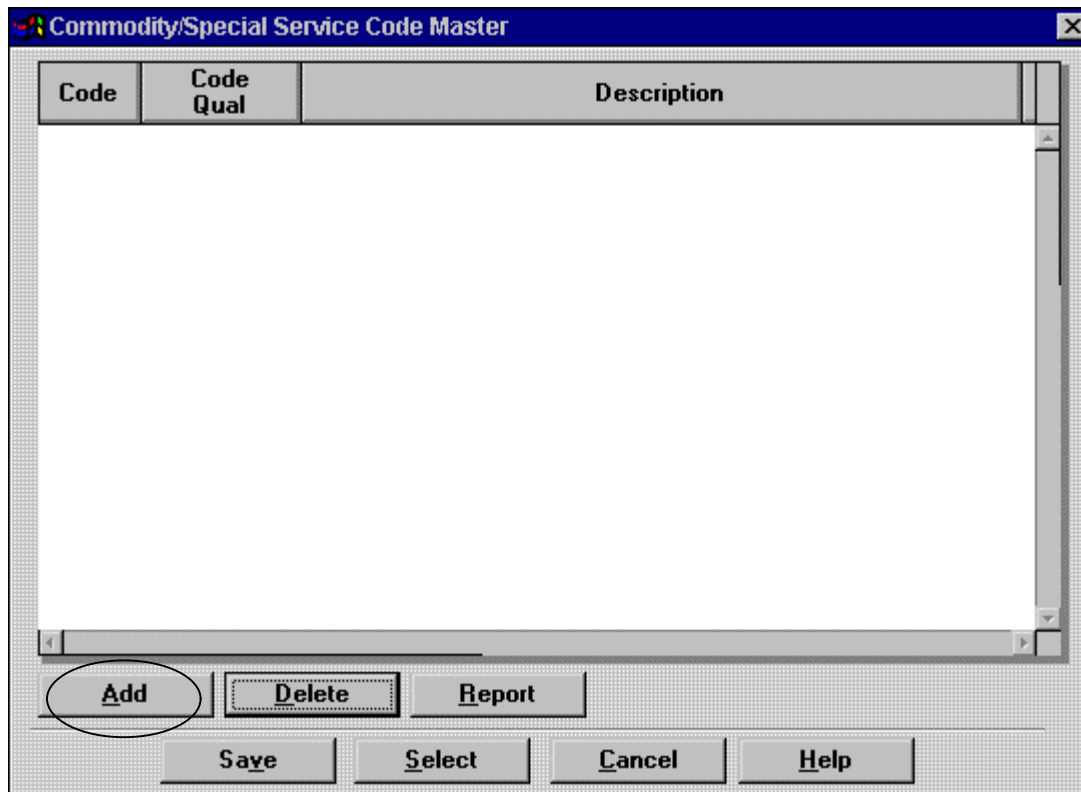 Commodity/Special Service Code Master
Code
Code
Qual
Description
Add
Delete
Report
Save
Select
Cancel
Help